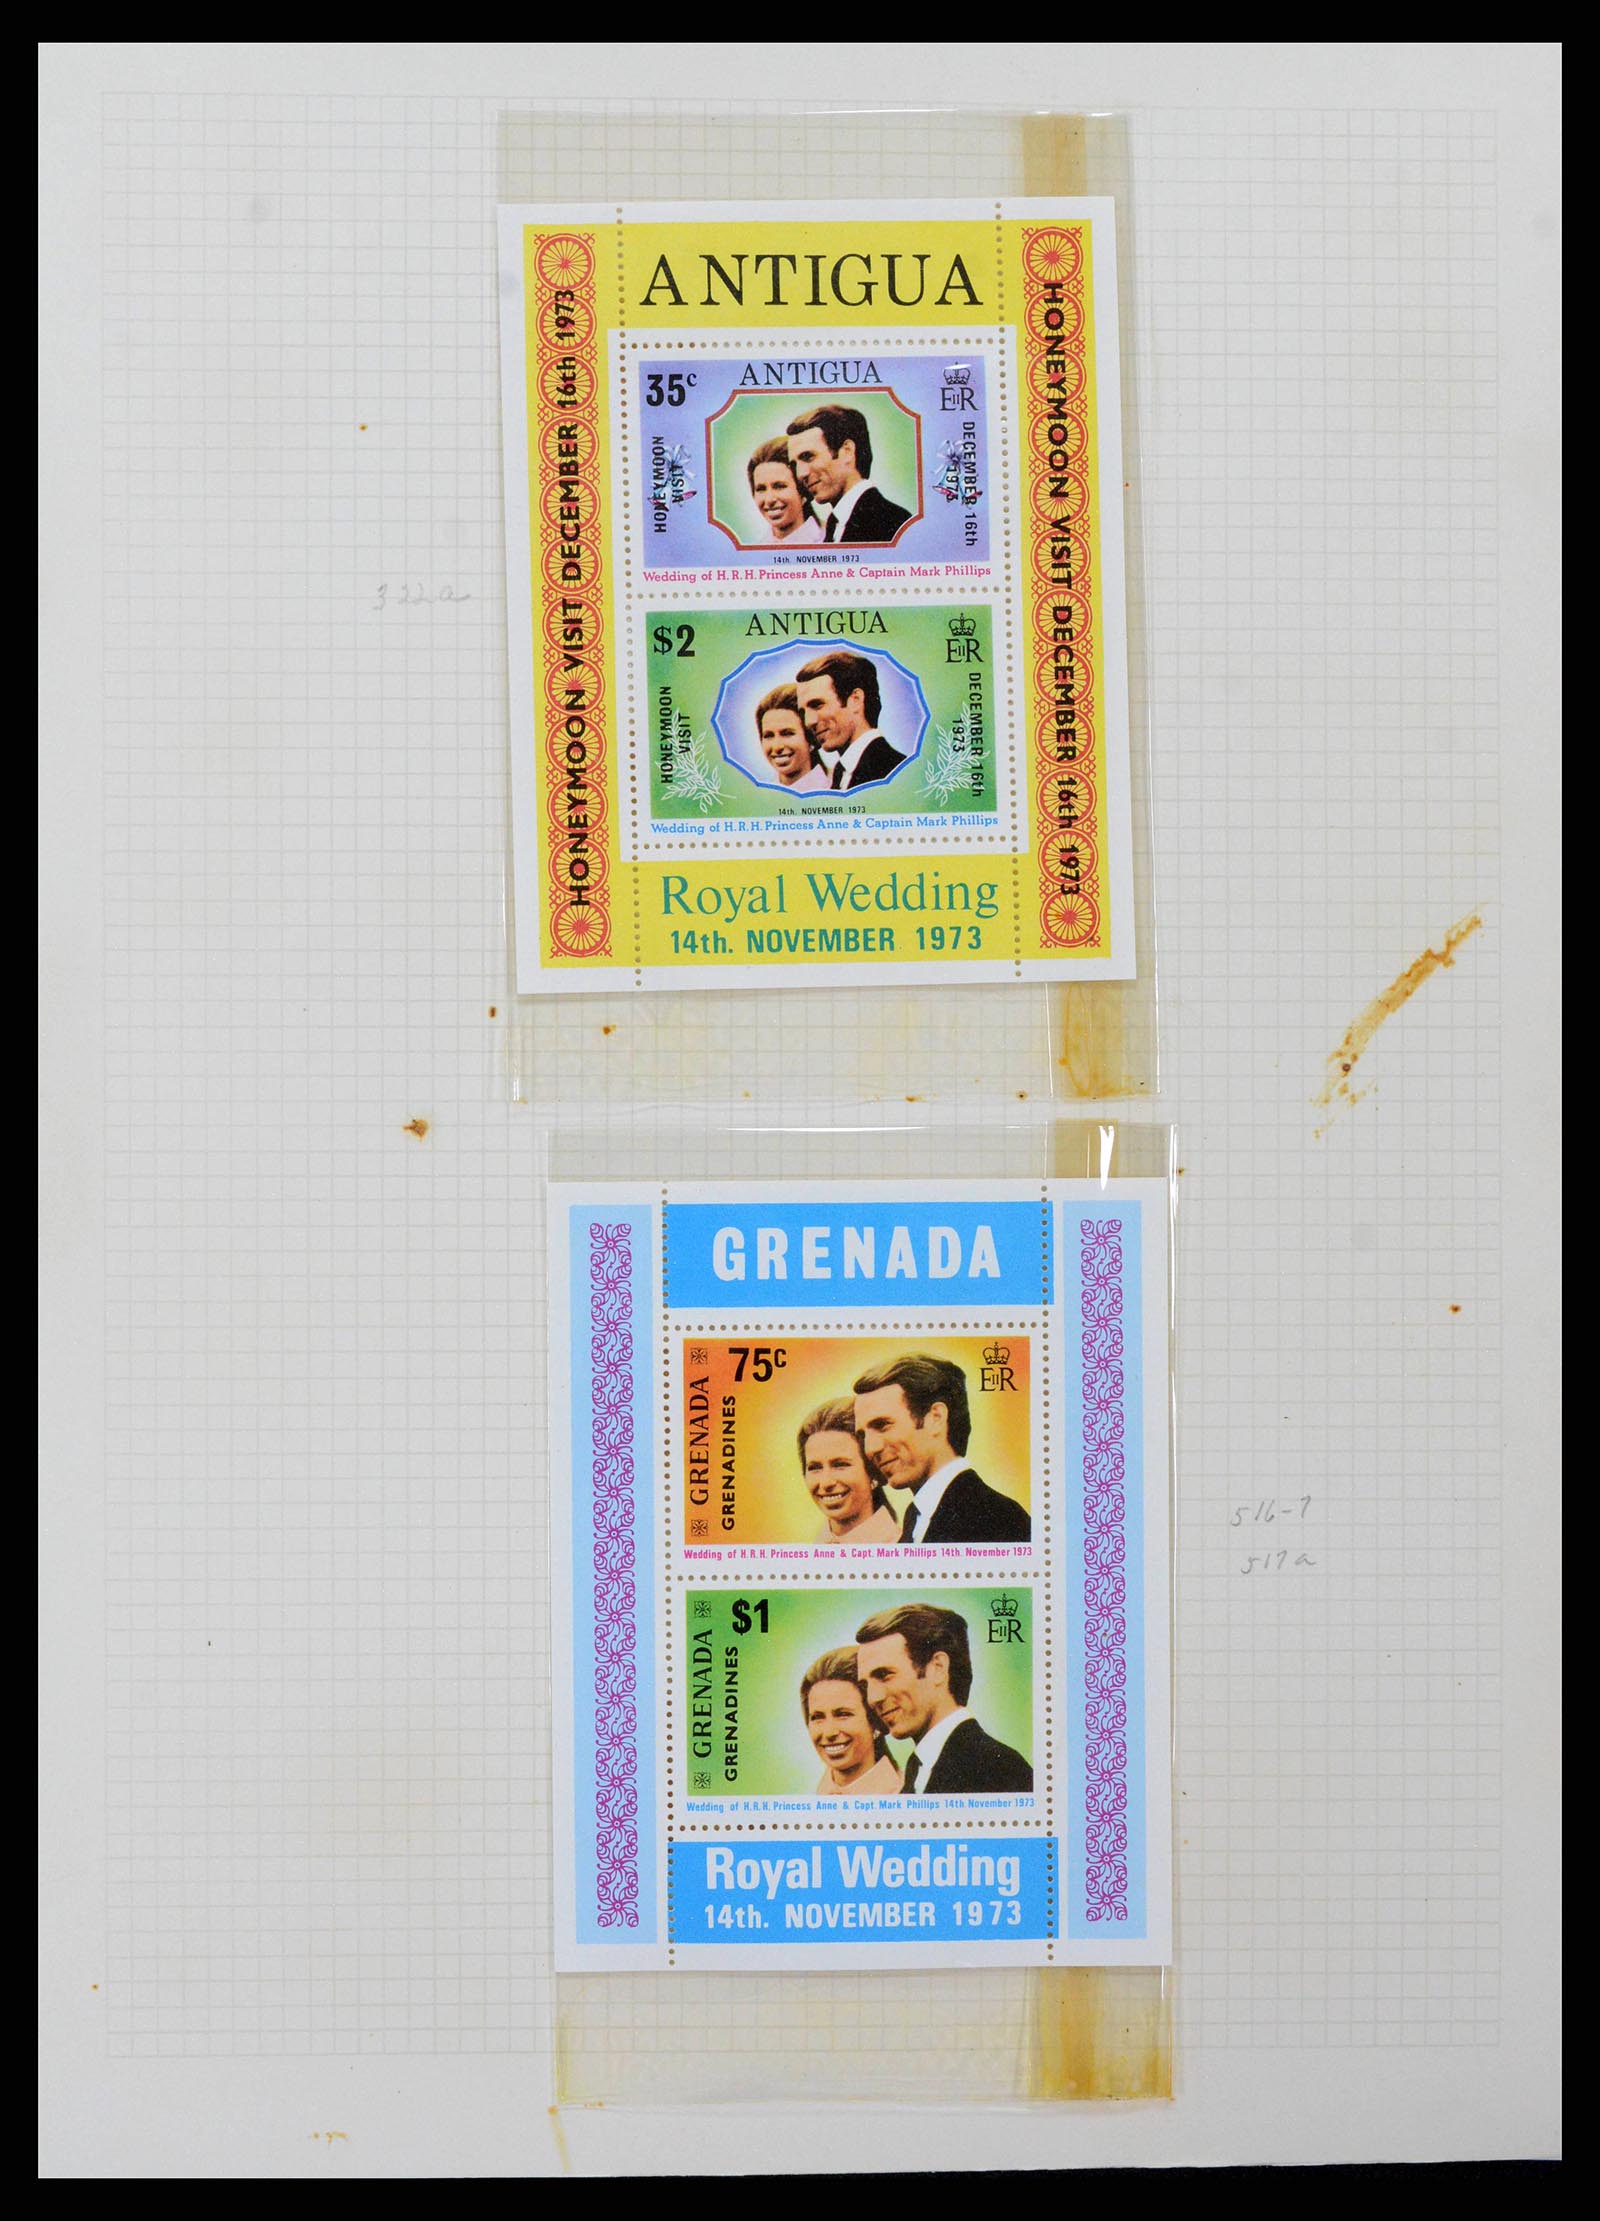 ANTIGUA
HONEYMOON VISIT DECEMBER 16th 1973
HONEYMOON VISIT DECEMBER 16th 1973
35c ANTIGUA EIIR
HONEYMOON
VISIT
DECEMBER 16th
1973
14th. NOVEMBER 1973
Wedding of H.R.H. Princess Anne & Captain Mark Phillips
322a
$2 ANTIGUA EIIR
HONEYMOON
VISIT
DECEMBER 16th
1973
14th. NOVEMBER 1973
Wedding of H.R.H. Princess Anne & Captain Mark Phillips
Royal Wedding
14th. NOVEMBER 1973
GRENADA
75c EIIR
GRENADA
GRENADINES
Wedding of H.R.H. Princess Anne & Capt. Mark Phillips 14th. November 1973
516-7
517a
$1 EIIR
GRENADA
GRENADINES
Wedding of H.R.H. Princess Anne & Capt. Mark Phillips 14th. November 1973
Royal Wedding
14th. NOVEMBER 1973